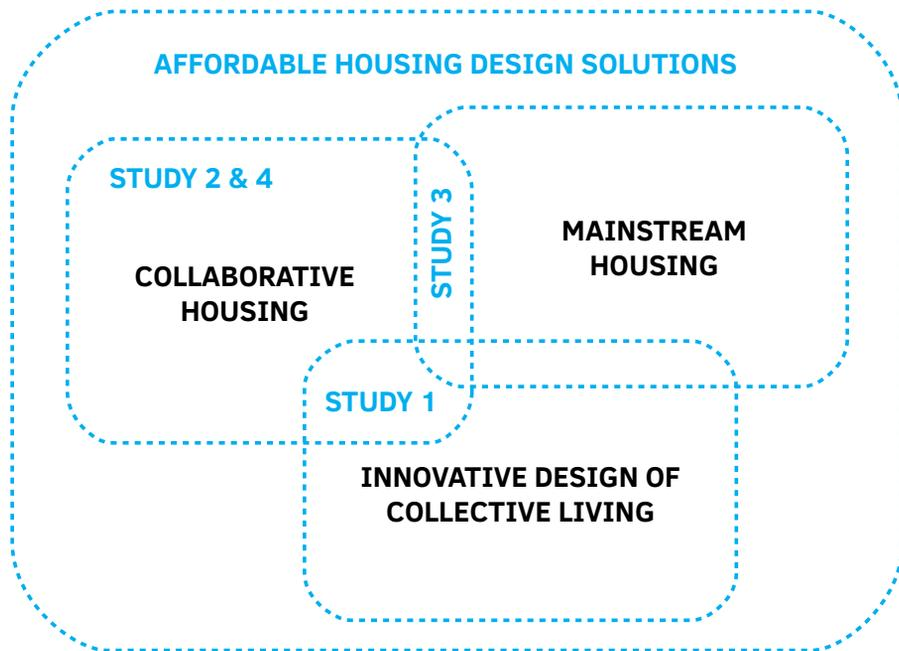 AFFORDABLE HOUSING DESIGN SOLUTIONS
STUDY 2 & 4
STUDY 3
MAINSTREAM
HOUSING
COLLABORATIVE
HOUSING
STUDY 1
INNOVATIVE DESIGN OF
COLLECTIVE LIVING